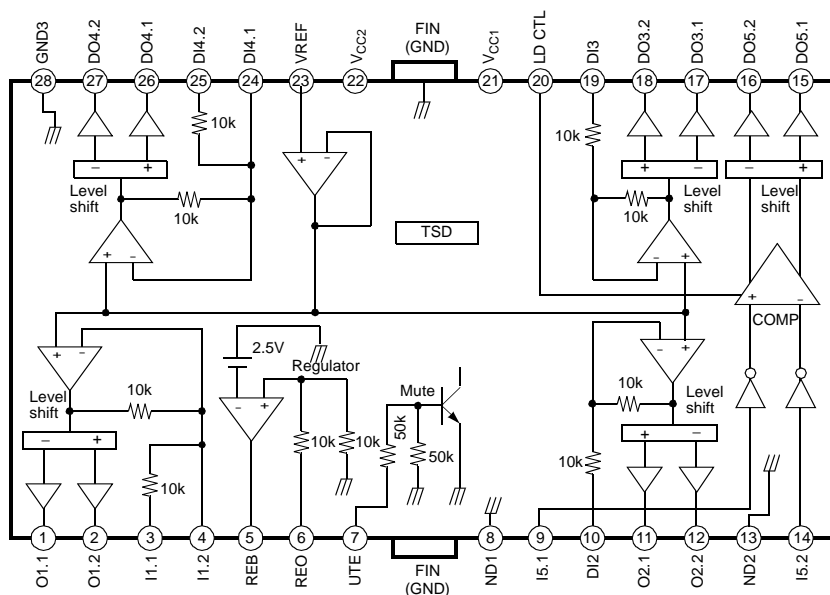 GND3
DO4.2
DO4.1
DI4.2
DI4.1
VREF
VCC2
FIN
(GND)
VCC1
LD CTL
DI3
DO3.2
DO3.1
DO5.2
DO5.1
28
27
26
25
24
23
22
21
20
19
18
17
16
15
10k
10k
+ −
− +
+ −
− +
Level
shift
10k
10k
Level
shift
Level
shift
TSD
+ −
− +
+
−
COMP
+ −
2.5V
Regulator
− +
Level
shift
10k
− +
10k
10k
10k
Mute
50k
50k
− +
10k
Level
shift
+ −
10k
1
2
3
4
5
6
7
FIN
(GND)
8
9
10
11
12
13
14
O1.1
O1.2
I1.1
I1.2
REB
REO
UTE
ND1
I5.1
DI2
O2.1
O2.2
ND2
I5.2